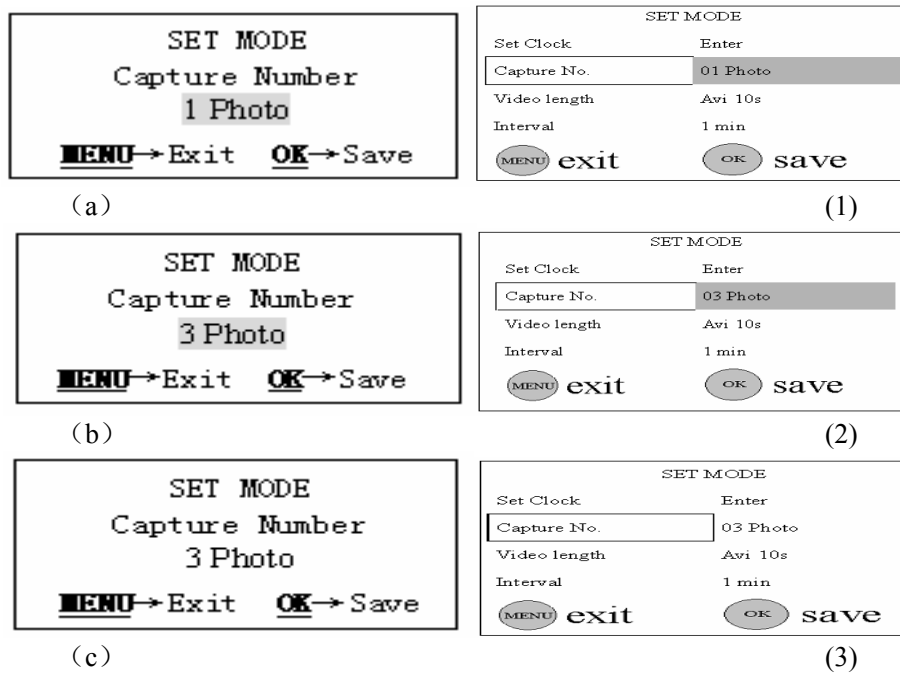 SET MODE
Capture Number
1 Photo
MENU→Exit OK→Save
(a)
SET MODE
Set Clock Enter
Capture No. 01 Photo
Video length Avi 10s
Interval 1 min
MENU exit OK save
(1)
SET MODE
Capture Number
3 Photo
MENU→Exit OK→Save
(b)
SET MODE
Set Clock Enter
Capture No. 03 Photo
Video length Avi 10s
Interval 1 min
MENU exit OK save
(2)
SET MODE
Capture Number
3 Photo
MENU→Exit OK→Save
(c)
SET MODE
Set Clock Enter
Capture No. 03 Photo
Video length Avi 10s
Interval 1 min
MENU exit OK save
(3)